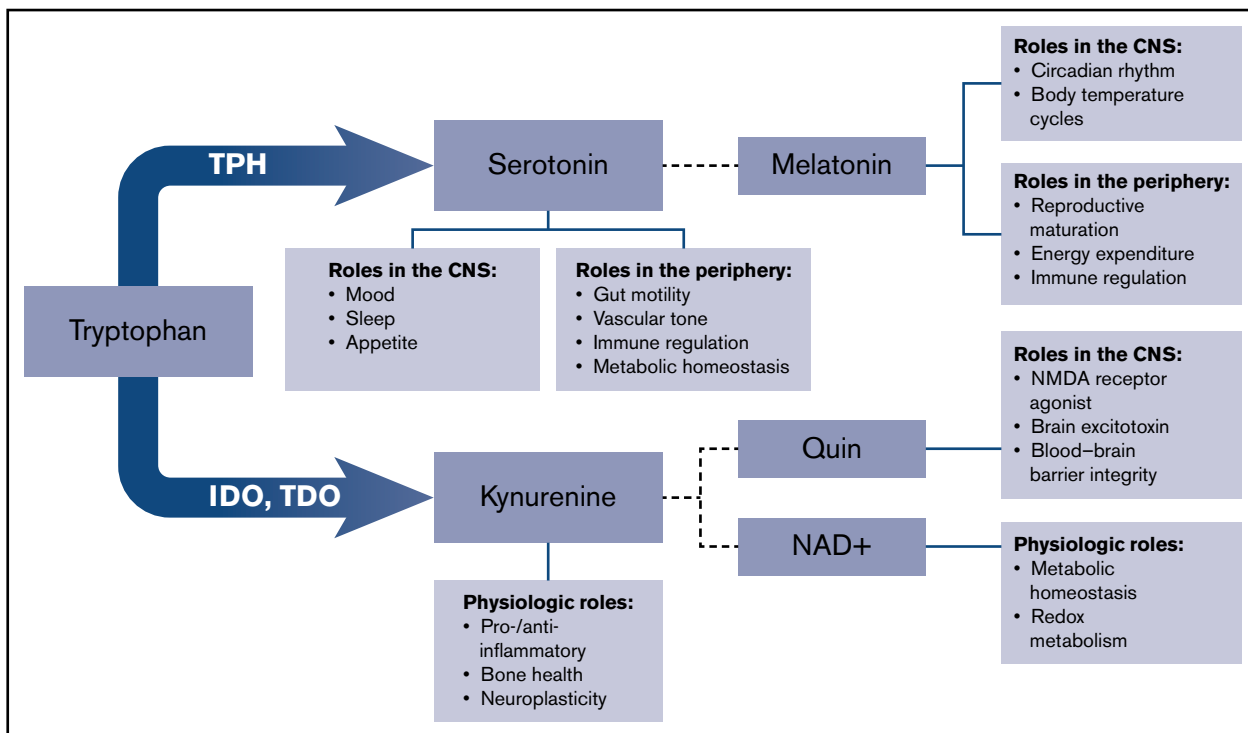 Tryptophan
TPH
Serotonin
Roles in the CNS:
• Mood
• Sleep
• Appetite
Roles in the periphery:
• Gut motility
• Vascular tone
• Immune regulation
• Metabolic homeostasis
Melatonin
Roles in the CNS:
• Circadian rhythm
• Body temperature
cycles
Roles in the periphery:
• Reproductive
maturation
• Energy expenditure
• Immune regulation
IDO, TDO
Kynurenine
Physiologic roles:
• Pro-/anti-
inflammatory
• Bone health
• Neuroplasticity
Quin
Roles in the CNS:
• NMDA receptor
agonist
• Brain excitotoxin
• Blood–brain
barrier integrity
NAD+
Physiologic roles:
• Metabolic
homeostasis
• Redox
metabolism